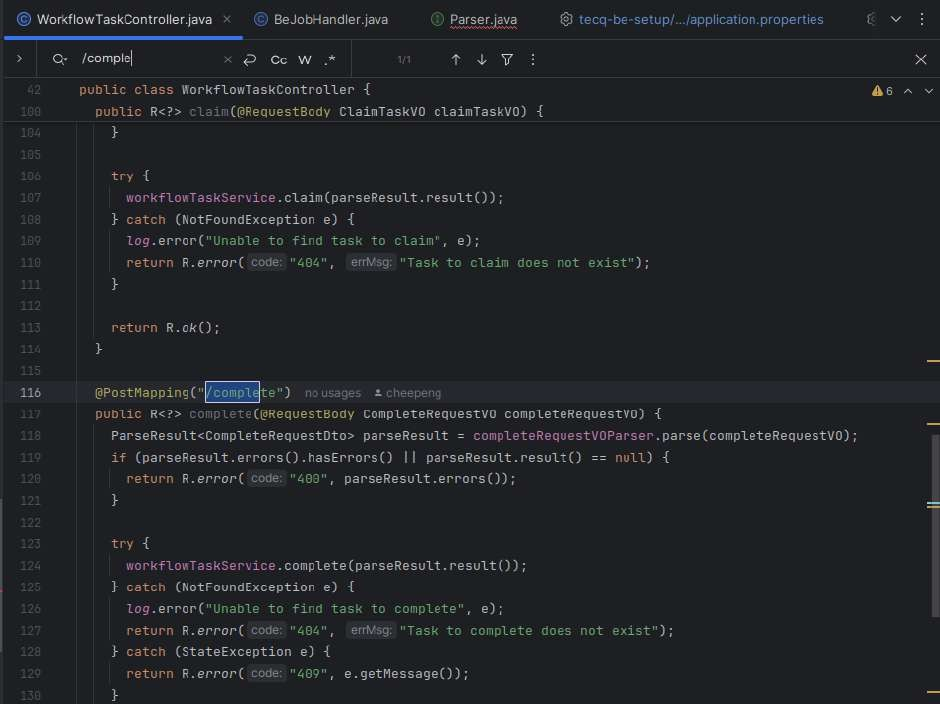 WorkflowTaskController.java BeJobHandler.java Parser.java tecq-be-setup/.../application.properties
/comple Cc W .* 1/1
42 public class WorkflowTaskController { 6
100 public R<?> claim(@RequestBody ClaimTaskVO claimTaskVO) {
104 }
105
106 try {
107 workflowTaskService.claim(parseResult.result());
108 } catch (NotFoundException e) {
109 log.error("Unable to find task to claim", e);
110 return R.error( code: "404", errMsg: "Task to claim does not exist");
111 }
112
113 return R.ok();
114 }
115
116 @PostMapping("/complete") no usages cheepeng
117 public R<?> complete(@RequestBody CompleteRequestVO completeRequestVO) {
118 ParseResult<CompleteRequestDto> parseResult = completeRequestVOParser.parse(completeRequestVO);
119 if (parseResult.errors().hasErrors() || parseResult.result() == null) {
120 return R.error( code: "400", parseResult.errors());
121 }
122
123 try {
124 workflowTaskService.complete(parseResult.result());
125 } catch (NotFoundException e) {
126 log.error("Unable to find task to complete", e);
127 return R.error( code: "404", errMsg: "Task to complete does not exist");
128 } catch (StateException e) {
129 return R.error( code: "409", e.getMessage());
130 }